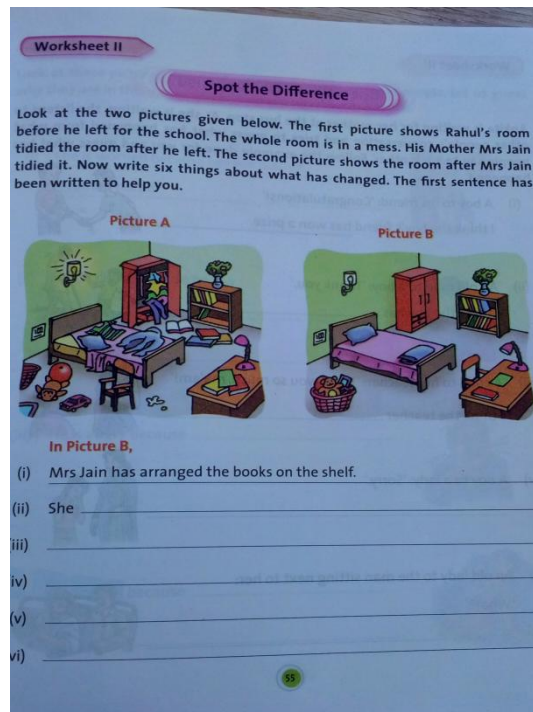 Worksheet II
Spot the Difference
Look at the two pictures given below. The first picture shows Rahul's room
before he left for the school. The whole room is in a mess. His Mother Mrs Jain
tidied the room after he left. The second picture shows the room after Mrs Jain
tidied it. Now write six things about what has changed. The first sentence has
been written to help you.
Picture A
Picture B
In Picture B,
(i) Mrs Jain has arranged the books on the shelf.
(ii) She
iii)
iv)
(v)
vi)
55